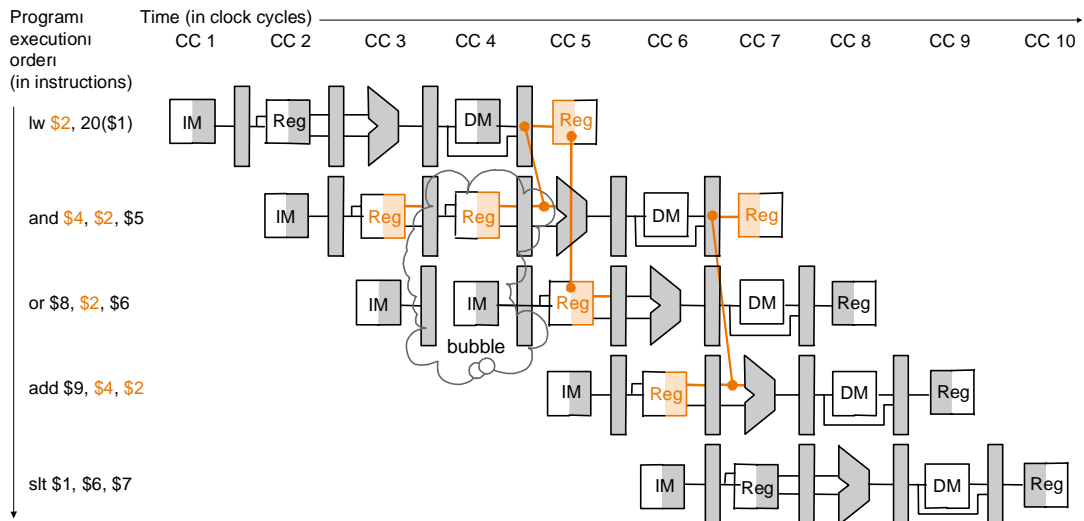 Programı
executionı
orderı
(in instructions)
Time (in clock cycles)
CC 1 CC 2 CC 3 CC 4 CC 5 CC 6 CC 7 CC 8 CC 9 CC 10
lw $2, 20($1)
IM Reg DM Reg
and $4, $2, $5
IM Reg Reg DM Reg
or $8, $2, $6
IM IM Reg DM Reg
bubble
add $9, $4, $2
IM Reg DM Reg
slt $1, $6, $7
IM Reg DM Reg